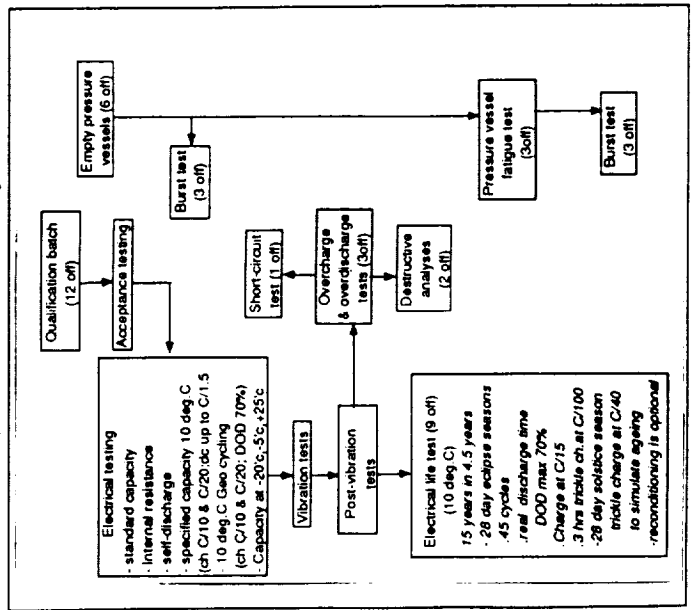 Qualification batch
(12 off)
Acceptance testing
Electrical testing
- standard capacity
- Internal resistance
- self-discharge
- specified capacity 10 deg.C
(ch C/10 & C/20:dc up to C/1.5
- 10 deg.C Geo cycling
(ch C/10 & C/20; DOD 70%)
- Capacity at -20°c,-5°c,+25°c
Vibration tests
Post-vibration
tests
Electrical life test (9 off)
(10 deg.C)
15 years in 4.5 years
- 28 day eclipse seasons
.45 cycles
.real discharge time
DOD max 70%
.Charge at C/15
.3 hrs trickle ch.at C/100
-28 day solstice season
trickle charge at C/40
to simulate ageing
-reconditioning is optional
Short-circuit
test (1 off)
Overcharge
& overdischarge
tests (3off)
Destructive
analyses
(2 off)
Empty pressure
vessels (6 off)
Burst test
(3 off)
Pressure vessel
fatigue test
(3off)
Burst test
(3 off)